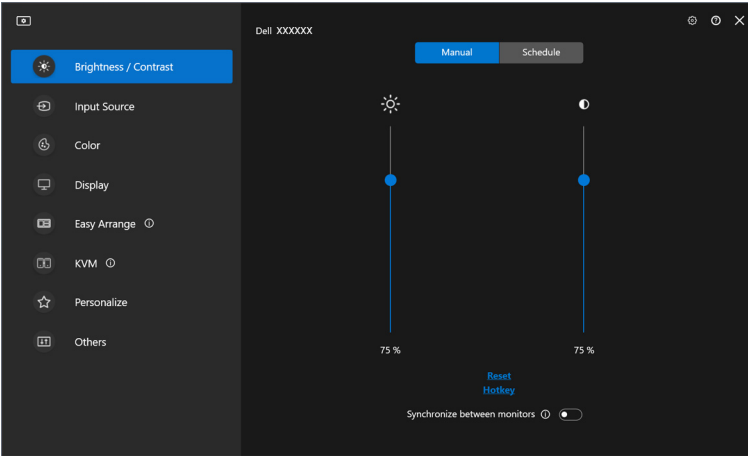 Dell XXXXXX
Manual
Schedule
Brightness / Contrast
Input Source
Color
Display
Easy Arrange
KVM
Personalize
Others
75 %
75 %
Reset
Hotkey
Synchronize between monitors